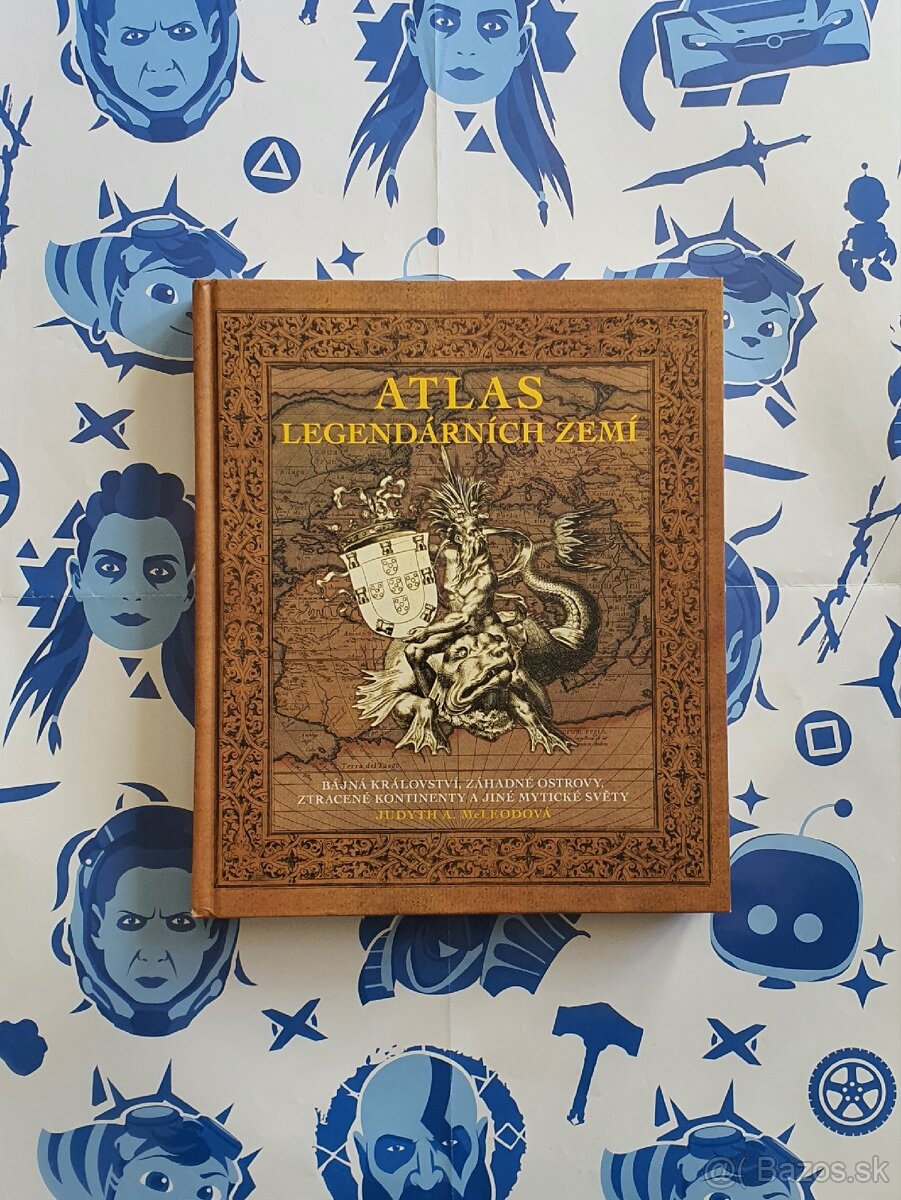 ATLAS
LEGENDÁRNÍCH ZEMÍ
Terra del Fuego
BÁJNÁ KRÁLOVSTVÍ, ZÁHADNÉ OSTROVY,
ZTRACENÉ KONTINENTY A JINÉ MYTICKÉ SVĚTY
JUDYTH A. McLEODOVÁ
Bazos.sk